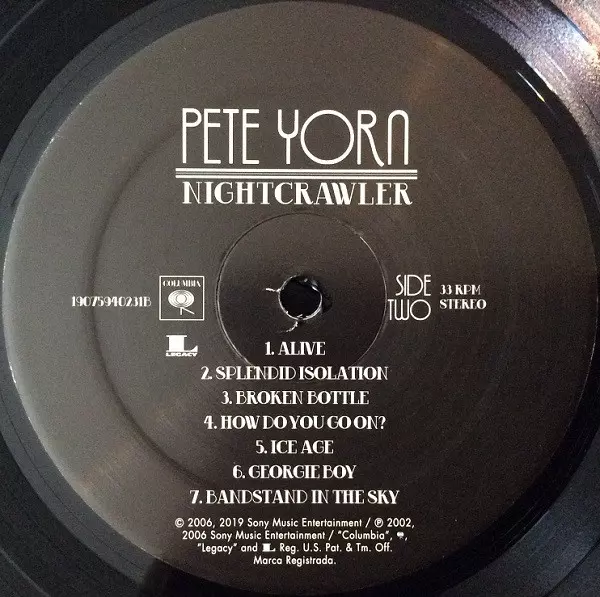 PETE YORN
NIGHTCRAWLER
19075940231B
COLUMBIA
SIDE TWO
33 RPM
STEREO
L
LEGACY
1. ALIVE
2. SPLENDID ISOLATION
3. BROKEN BOTTLE
4. HOW DO YOU GO ON?
5. ICE AGE
6. GEORGIE BOY
7. BANDSTAND IN THE SKY
© 2006, 2019 Sony Music Entertainment / ℗ 2002,
2006 Sony Music Entertainment / "Columbia", ,
"Legacy" and L Reg. U.S. Pat. & Tm. Off.
Marca Registrada.